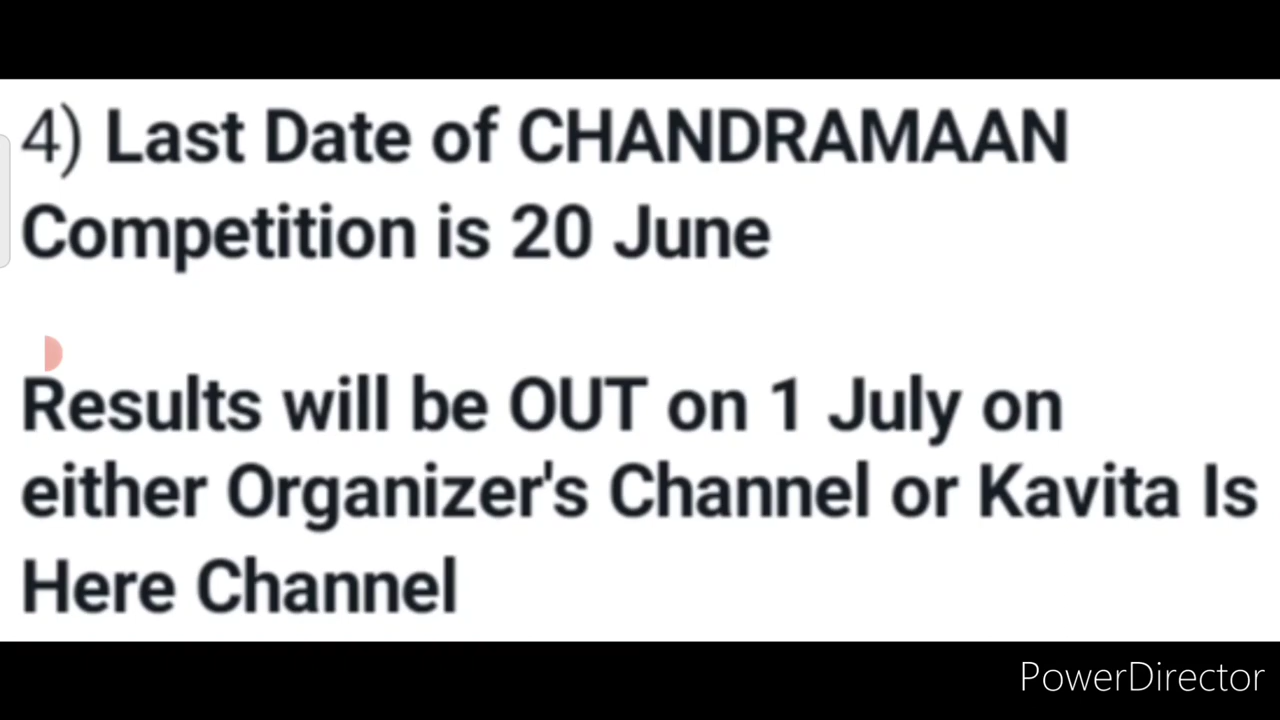 4) Last Date of CHANDRAMAAN
Competition is 20 June
Results will be OUT on 1 July on
either Organizer's Channel or Kavita Is
Here Channel
PowerDirector